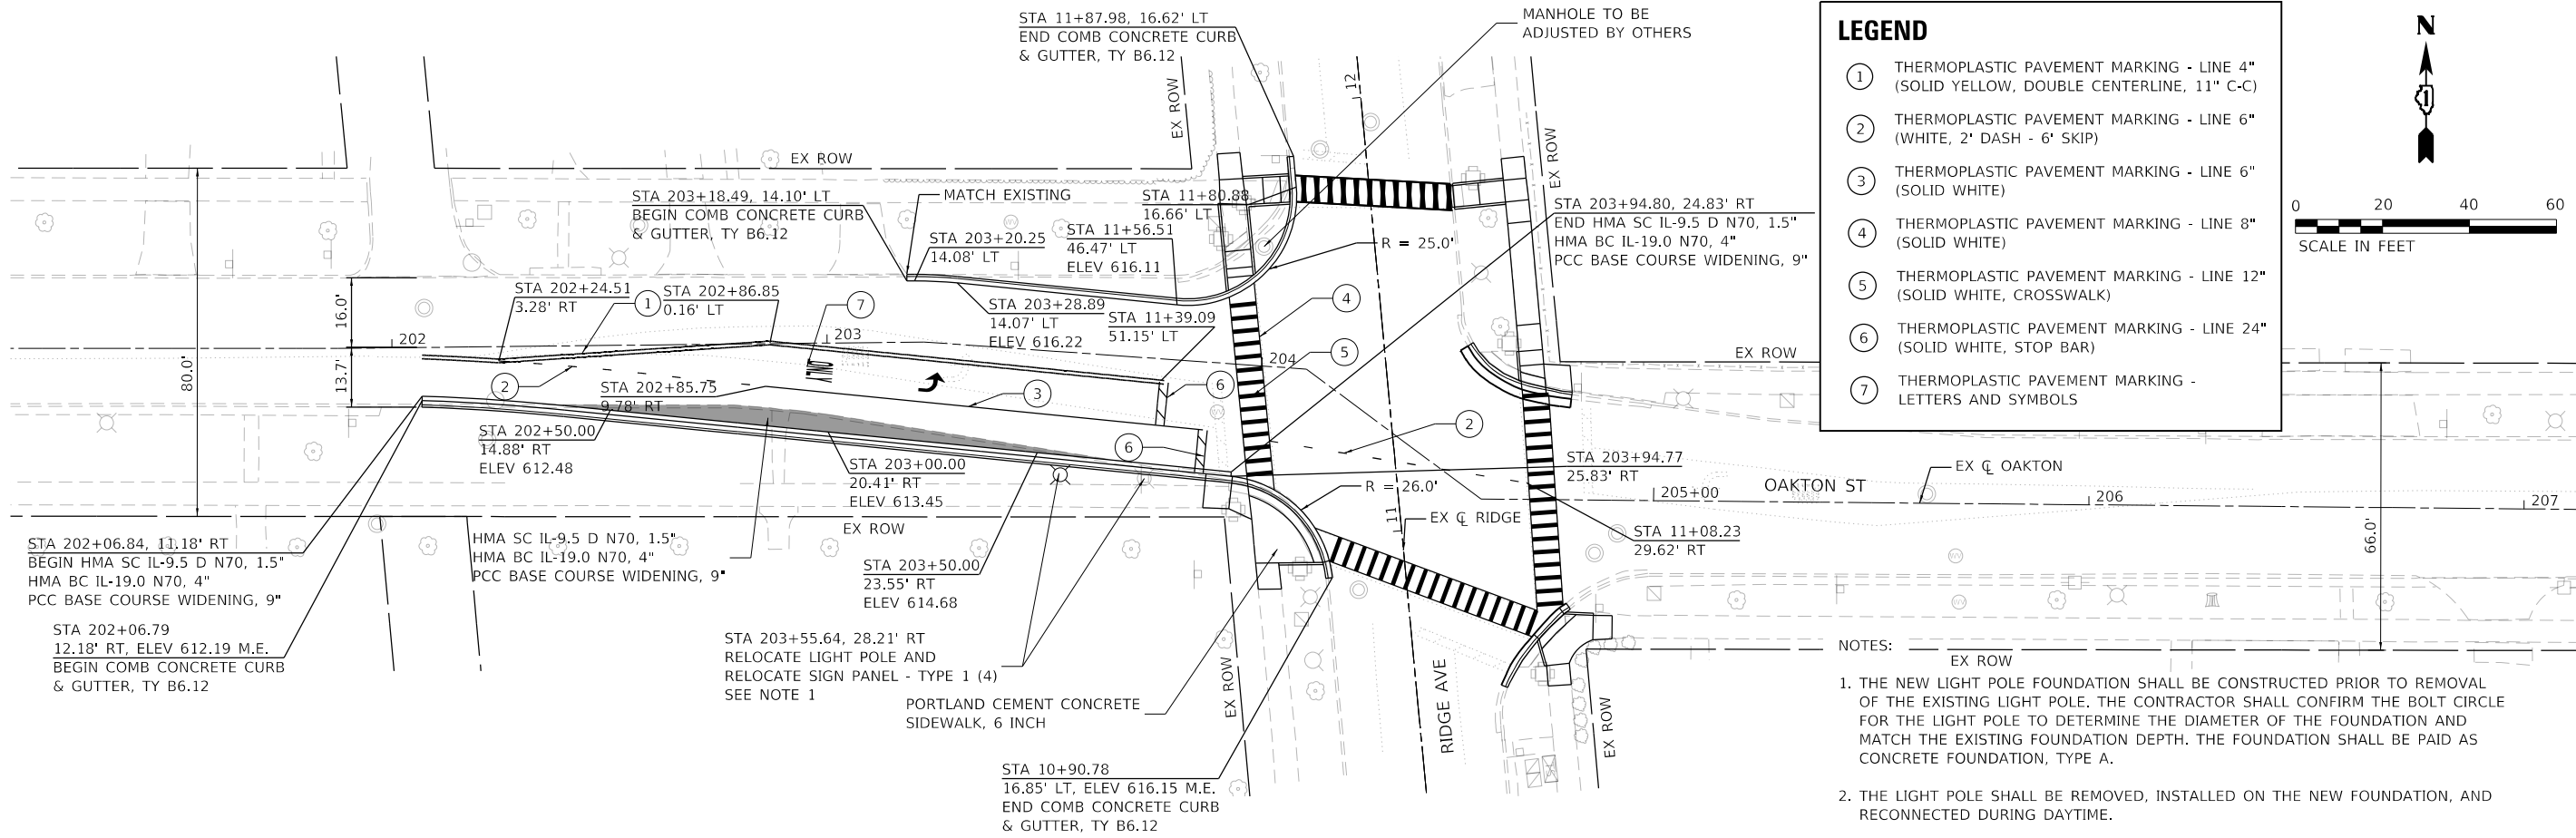 STA 11+87.98, 16.62' LT
END COMB CONCRETE CURB
& GUTTER, TY B6.12
MANHOLE TO BE
ADJUSTED BY OTHERS
EX ROW
12
EX ROW
EX ROW
80.0'
16.0'
13.7'
STA 203+18.49, 14.10' LT
BEGIN COMB CONCRETE CURB
& GUTTER, TY B6.12
MATCH EXISTING
STA 203+20.25
14.08' LT
STA 11+80.88
16.66' LT
STA 11+56.51
46.47' LT
ELEV 616.11
R = 25.0'
STA 203+94.80, 24.83' RT
END HMA SC IL-9.5 D N70, 1.5"
HMA BC IL-19.0 N70, 4"
PCC BASE COURSE WIDENING, 9"
STA 202+24.51
3.28' RT
1
STA 202+86.85
0.16' LT
7
STA 203+28.89
14.07' LT
ELEV 616.22
STA 11+39.09
51.15' LT
4
202
203
204
5
EX ROW
2
STA 202+85.75
9.78' RT
3
6
STA 202+50.00
14.88' RT
ELEV 612.48
6
2
STA 203+00.00
20.41' RT
ELEV 613.45
STA 203+94.77
25.83' RT
R = 26.0'
205+00
OAKTON ST
EX CL OAKTON
206
207
11
EX CL RIDGE
STA 11+08.23
29.62' RT
66.0'
EX ROW
STA 202+06.84, 11.18' RT
BEGIN HMA SC IL-9.5 D N70, 1.5"
HMA BC IL-19.0 N70, 4"
PCC BASE COURSE WIDENING, 9"
HMA SC IL-9.5 D N70, 1.5"
HMA BC IL-19.0 N70, 4"
PCC BASE COURSE WIDENING, 9"
STA 203+50.00
23.55' RT
ELEV 614.68
STA 202+06.79
12.18' RT, ELEV 612.19 M.E.
BEGIN COMB CONCRETE CURB
& GUTTER, TY B6.12
STA 203+55.64, 28.21' RT
RELOCATE LIGHT POLE AND
RELOCATE SIGN PANEL - TYPE 1 (4)
SEE NOTE 1
PORTLAND CEMENT CONCRETE
SIDEWALK, 6 INCH
STA 10+90.78
16.85' LT, ELEV 616.15 M.E.
END COMB CONCRETE CURB
& GUTTER, TY B6.12
EX ROW
RIDGE AVE
EX ROW
EX ROW
LEGEND
1 THERMOPLASTIC PAVEMENT MARKING - LINE 4"
(SOLID YELLOW, DOUBLE CENTERLINE, 11" C-C)
2 THERMOPLASTIC PAVEMENT MARKING - LINE 6"
(WHITE, 2' DASH - 6' SKIP)
3 THERMOPLASTIC PAVEMENT MARKING - LINE 6"
(SOLID WHITE)
4 THERMOPLASTIC PAVEMENT MARKING - LINE 8"
(SOLID WHITE)
5 THERMOPLASTIC PAVEMENT MARKING - LINE 12"
(SOLID WHITE, CROSSWALK)
6 THERMOPLASTIC PAVEMENT MARKING - LINE 24"
(SOLID WHITE, STOP BAR)
7 THERMOPLASTIC PAVEMENT MARKING -
LETTERS AND SYMBOLS
N
0 20 40 60
SCALE IN FEET
NOTES:
1. THE NEW LIGHT POLE FOUNDATION SHALL BE CONSTRUCTED PRIOR TO REMOVAL
OF THE EXISTING LIGHT POLE. THE CONTRACTOR SHALL CONFIRM THE BOLT CIRCLE
FOR THE LIGHT POLE TO DETERMINE THE DIAMETER OF THE FOUNDATION AND
MATCH THE EXISTING FOUNDATION DEPTH. THE FOUNDATION SHALL BE PAID AS
CONCRETE FOUNDATION, TYPE A.
2. THE LIGHT POLE SHALL BE REMOVED, INSTALLED ON THE NEW FOUNDATION, AND
RECONNECTED DURING DAYTIME.